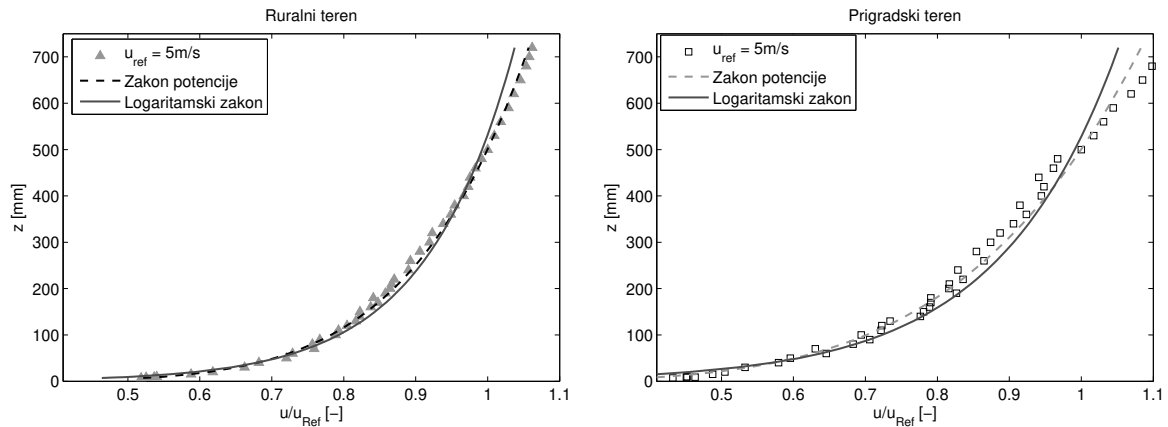 Ruralni teren
u_ref = 5m/s
Zakon potencije
Logaritamski zakon
z [mm]
700
600
500
400
300
200
100
0
0.5 0.6 0.7 0.8 0.9 1 1.1
u/u_Ref [–]
Prigradski teren
u_ref = 5m/s
Zakon potencije
Logaritamski zakon
z [mm]
700
600
500
400
300
200
100
0
0.5 0.6 0.7 0.8 0.9 1 1.1
u/u_Ref [–]